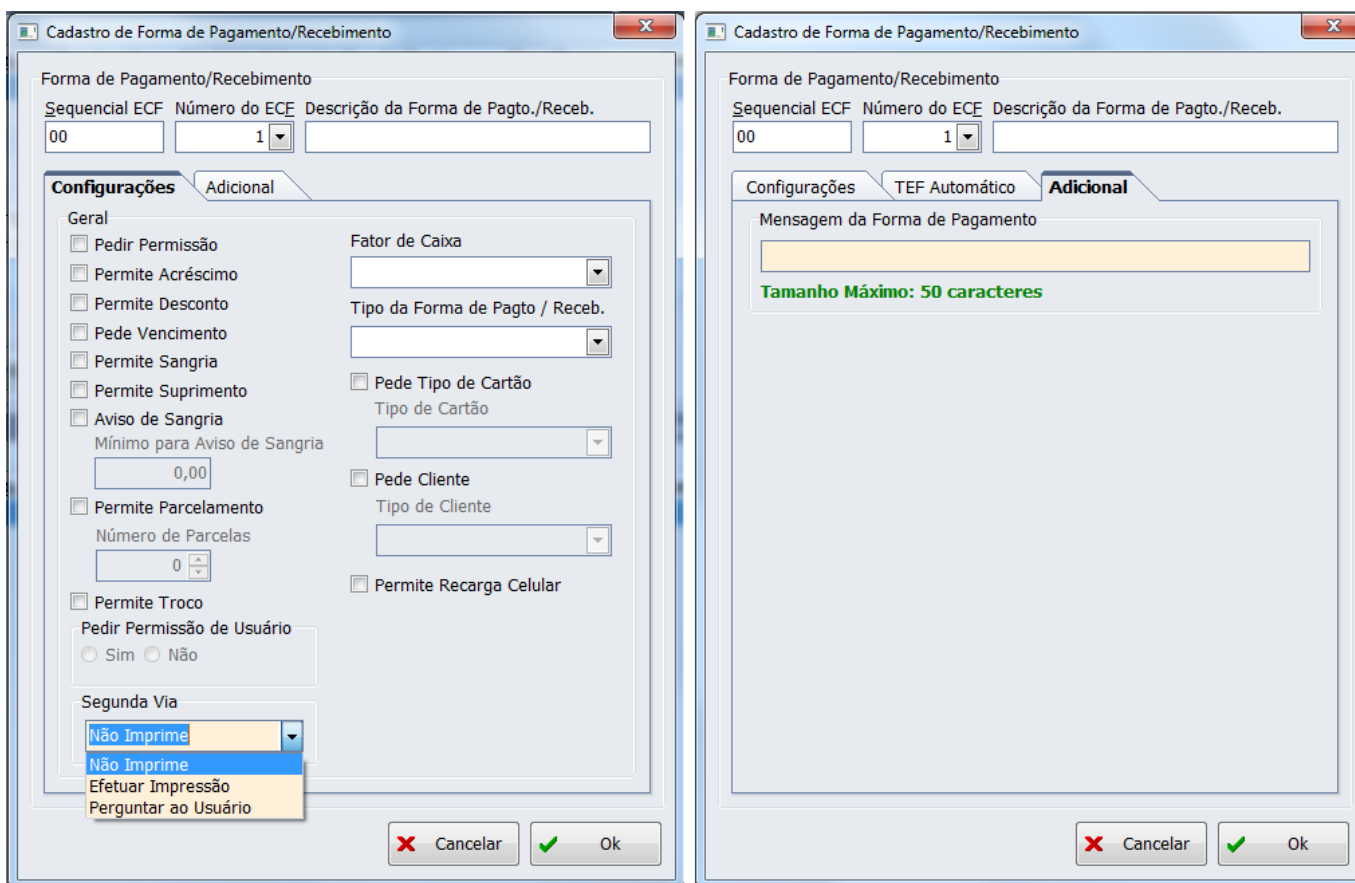 Cadastro de Forma de Pagamento/Recebimento
Forma de Pagamento/Recebimento
Sequencial ECF Número do ECF Descrição da Forma de Pagto./Receb.
00 1
Configurações Adicional
Geral
Pedir Permissão
Permite Acréscimo
Permite Desconto
Pede Vencimento
Permite Sangria
Permite Suprimento
Aviso de Sangria
Mínimo para Aviso de Sangria
0,00
Permite Parcelamento
Número de Parcelas
0
Permite Troco
Pedir Permissão de Usuário
Sim Não
Segunda Via
Não Imprime
Não Imprime
Efetuar Impressão
Perguntar ao Usuário
Fator de Caixa
Tipo da Forma de Pagto / Receb.
Pede Tipo de Cartão
Tipo de Cartão
Pede Cliente
Tipo de Cliente
Permite Recarga Celular
Cancelar Ok
Cadastro de Forma de Pagamento/Recebimento
Forma de Pagamento/Recebimento
Sequencial ECF Número do ECF Descrição da Forma de Pagto./Receb.
00 1
Configurações TEF Automático Adicional
Mensagem da Forma de Pagamento
Tamanho Máximo: 50 caracteres
Cancelar Ok